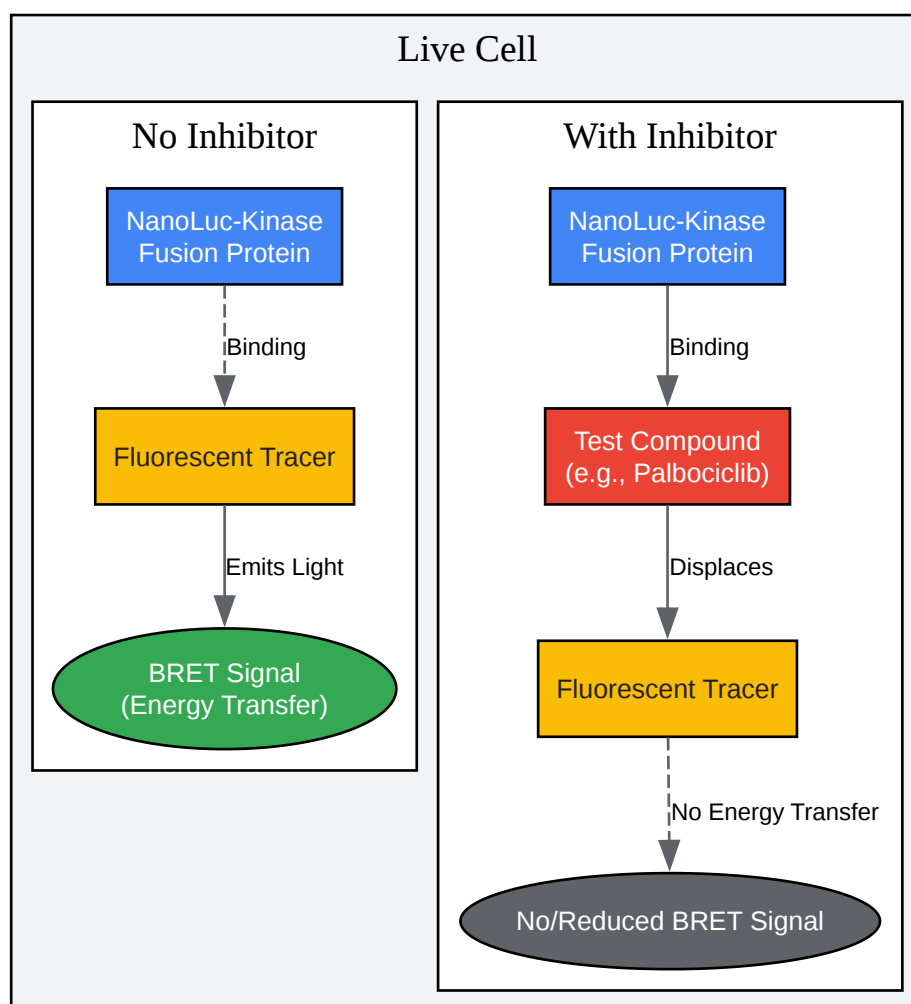 Live Cell
No Inhibitor
NanoLuc-Kinase
Fusion Protein
Binding
Fluorescent Tracer
Emits Light
BRET Signal
(Energy Transfer)
With Inhibitor
NanoLuc-Kinase
Fusion Protein
Binding
Test Compound
(e.g., Palbociclib)
Displaces
Fluorescent Tracer
No Energy Transfer
No/Reduced BRET Signal